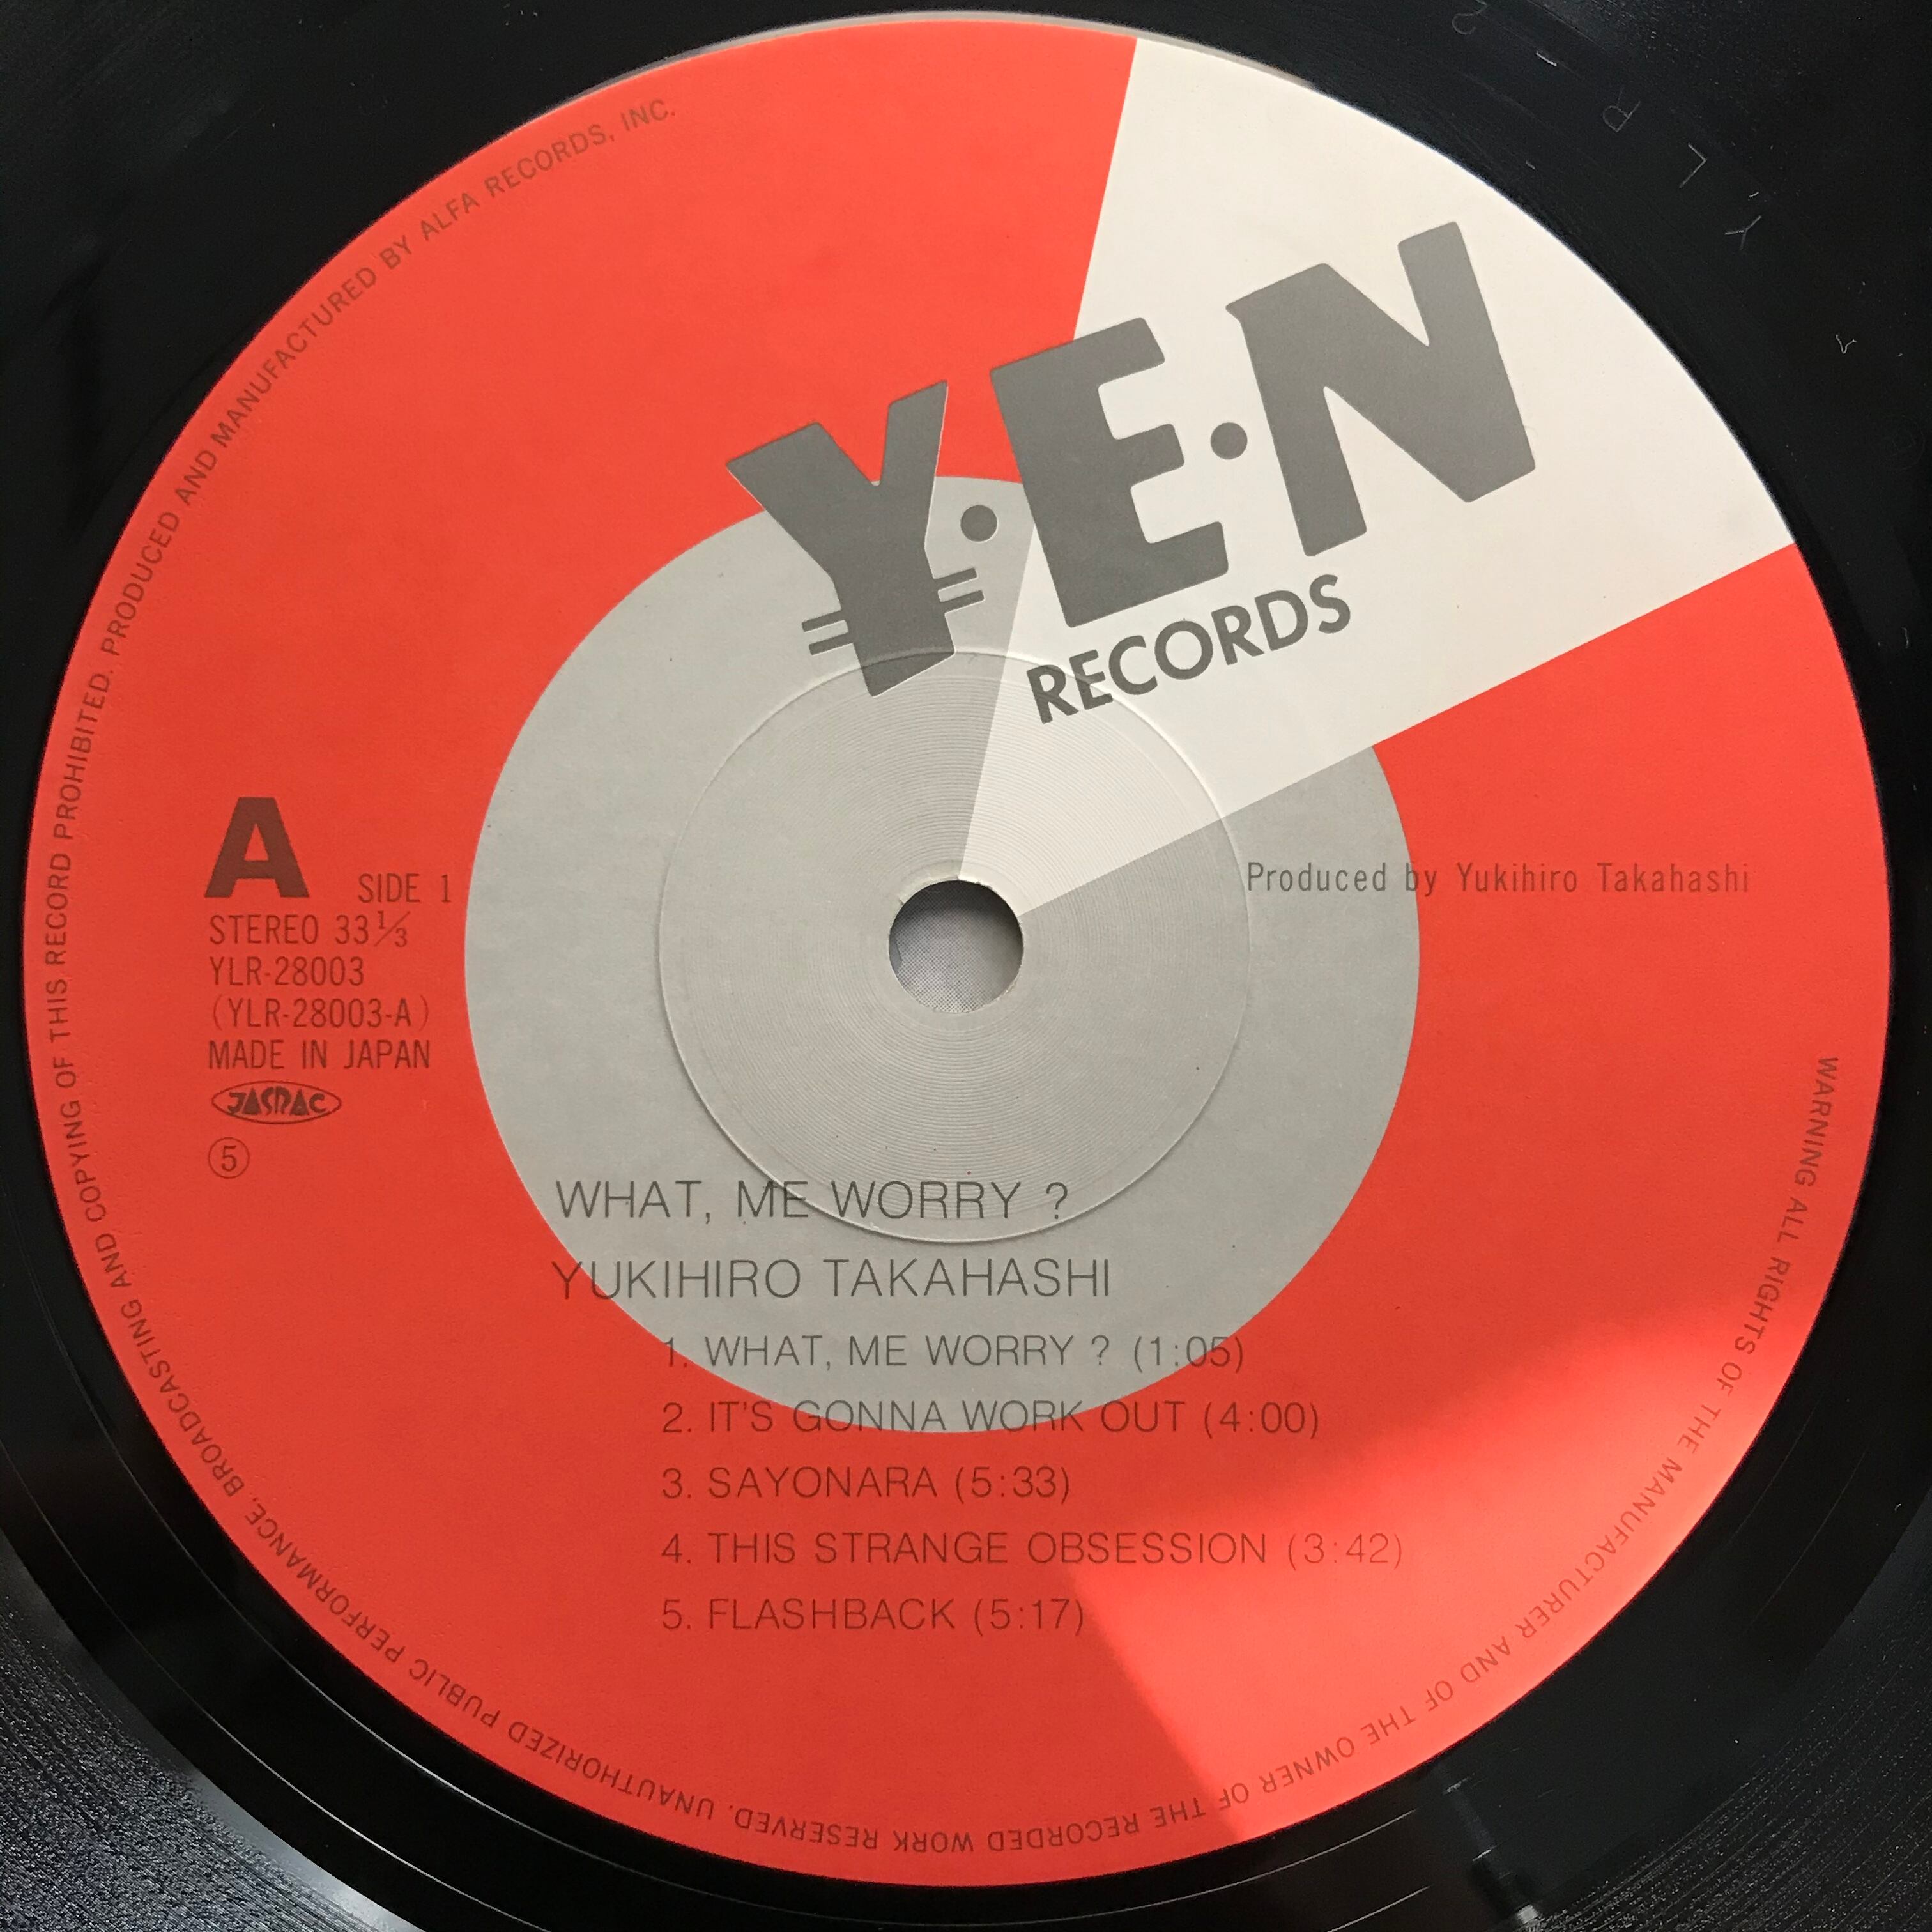 Y·E·N
RECORDS
A SIDE 1
STEREO 33⅓
YLR-28003
(YLR-28003-A)
MADE IN JAPAN
JASRAC
⑤
Produced by Yukihiro Takahashi
WHAT, ME WORRY ?
YUKIHIRO TAKAHASHI
1. WHAT, ME WORRY ? (1:05)
2. IT'S GONNA WORK OUT (4:00)
3. SAYONARA (5:33)
4. THIS STRANGE OBSESSION (3:42)
5. FLASHBACK (5:17)
WARNING ALL RIGHTS OF THE MANUFACTURER AND OF THE OWNER OF THE RECORDED WORK RESERVED. UNAUTHORIZED PUBLIC PERFORMANCE, BROADCASTING AND COPYING OF THIS RECORD PROHIBITED. PRODUCED AND MANUFACTURED BY ALFA RECORDS, INC.
YLR 2